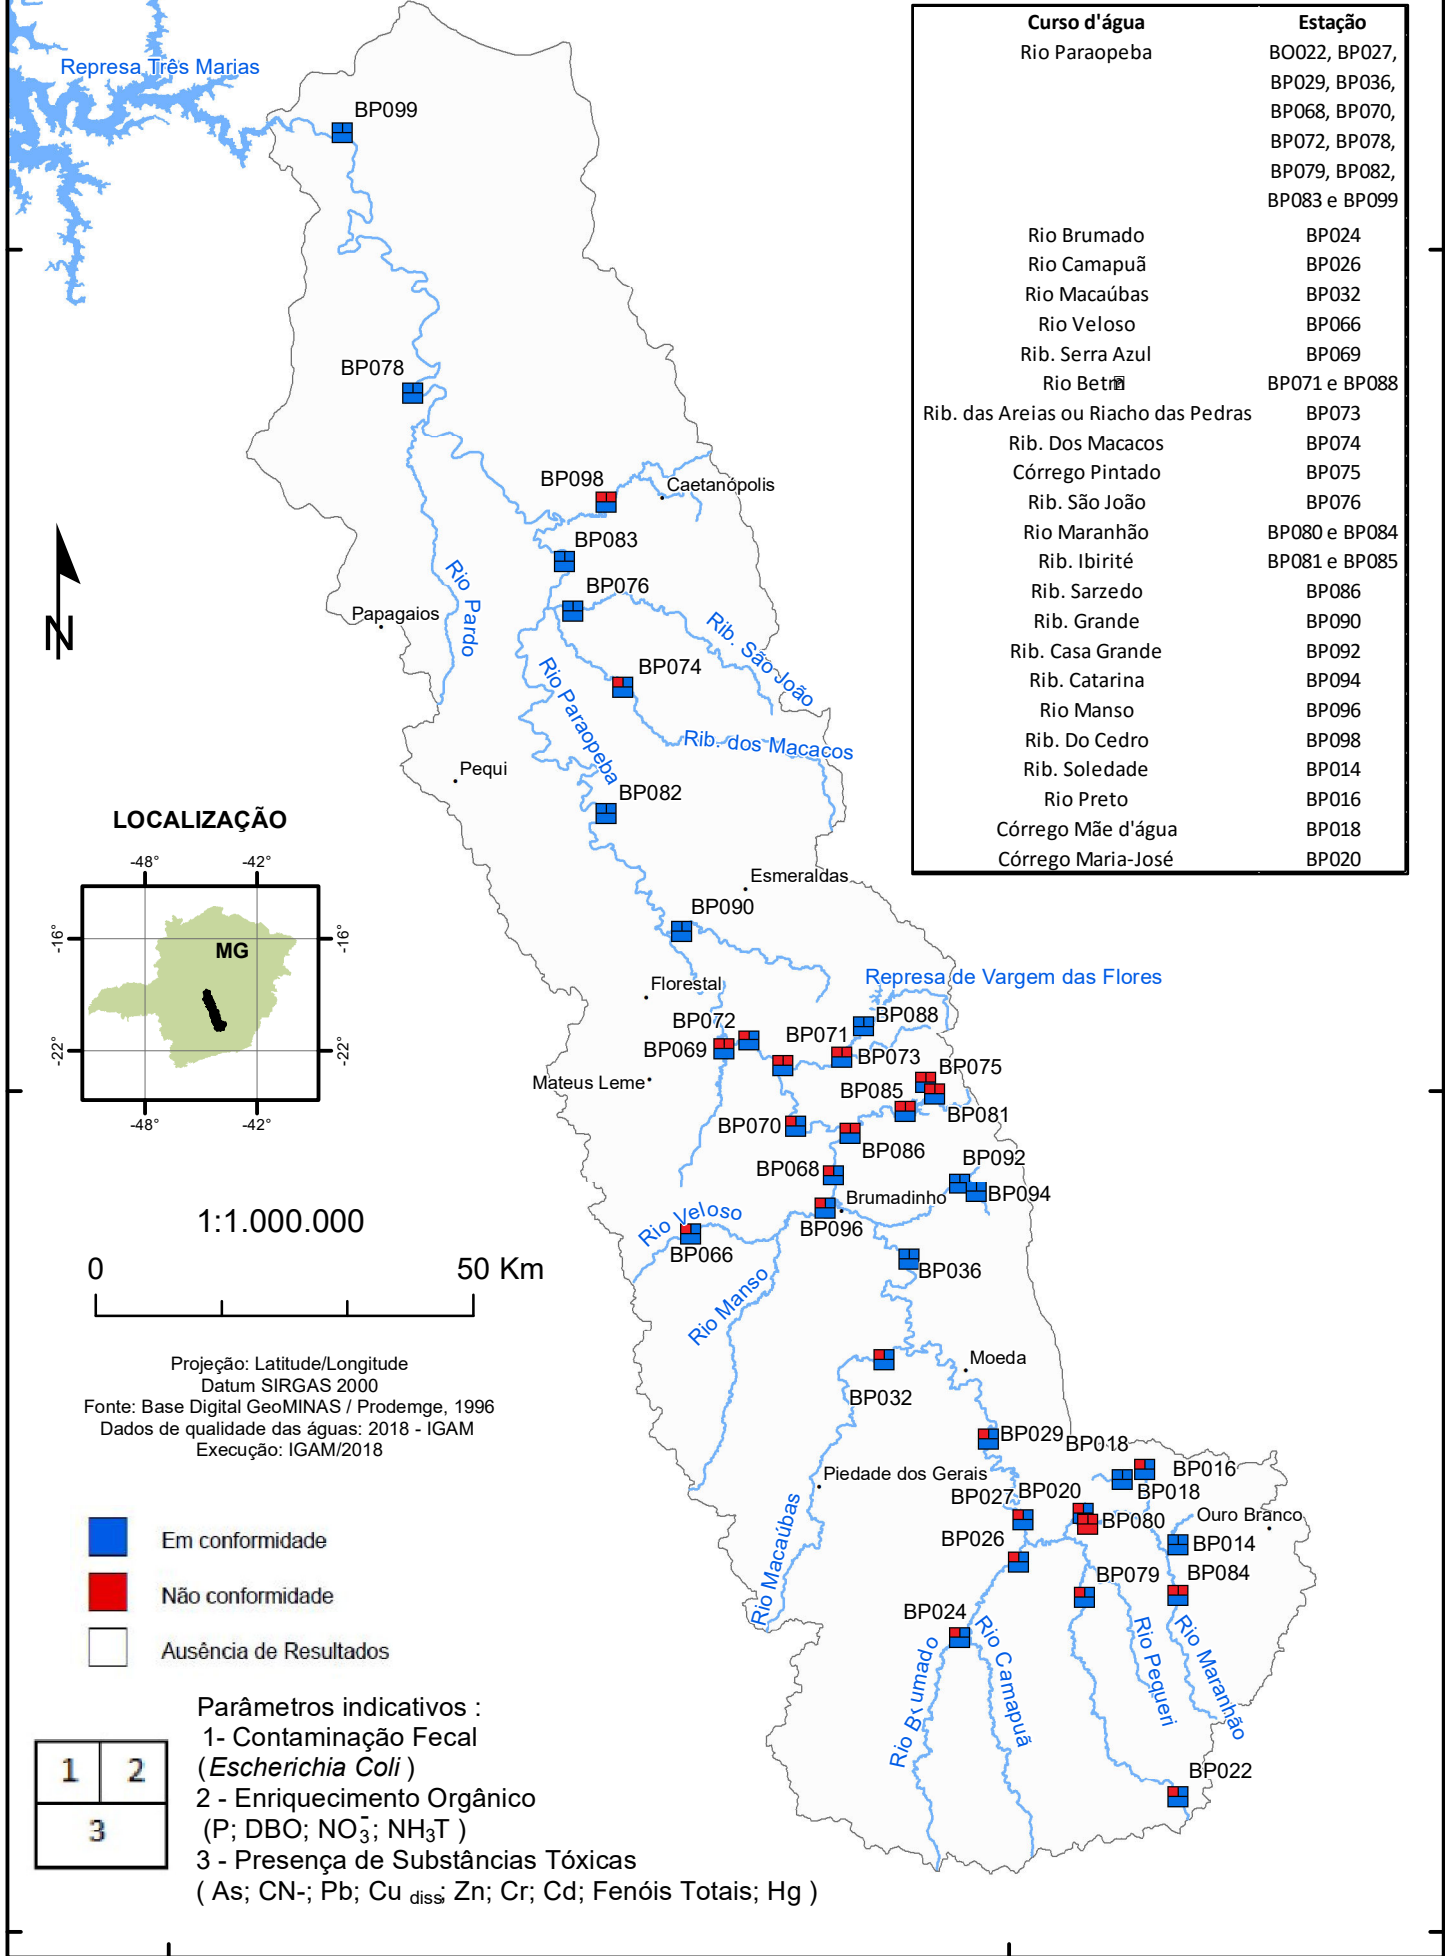 Curso d'água Estação
Rio Paraopeba BO022, BP027,
BP029, BP036,
BP068, BP070,
BP072, BP078,
BP079, BP082,
BP083 e BP099
Rio Brumado BP024
Rio Camapuã BP026
Rio Macaúbas BP032
Rio Veloso BP066
Rib. Serra Azul BP069
Rio BP071 e BP088
Rib. das Areias ou Riacho das Pedras BP073
Rib. Dos Macacos BP074
Córrego Pintado BP075
Rib. São João BP076
Rio Maranhão BP080 e BP084
Rib. Ibirité BP081 e BP085
Rib. Sarzedo BP086
Rib. Grande BP090
Rib. Casa Grande BP092
Rib. Catarina BP094
Rio Manso BP096
Rib. Do Cedro BP098
Rib. Soledade BP014
Rio Preto BP016
Córrego Mãe d'água BP018
Córrego Maria-José BP020
Represa Três Marias
BP099
BP078
BP098
Caetanópolis
BP083
BP076
Rio Pardo
Papagaios
N
Rib. São João
BP074
Rio Paraopeba
Rib. dos Macacos
Pequi
BP082
Esmeraldas
BP090
Represa de Vargem das Flores
Florestal
BP088
BP072
BP071
BP069
BP073
BP075
Mateus Leme
BP085
BP081
BP070
BP086
BP068
BP092
BP094
Brumadinho
BP096
Rio Veloso
BP066
BP036
Rio Manso
Moeda
BP032
BP029
BP018
BP016
BP018
Piedade dos Gerais
BP027
BP020
BP080
Ouro Branco
BP026
BP014
BP079
BP084
Rio Macaúbas
BP024
Rio Brumado
Rio Camapuã
Rio Pequeri
Rio Maranhão
BP022
LOCALIZAÇÃO
-48° -42°
-16° -16°
MG
-22° -22°
-48° -42°
1:1.000.000
0 50 Km
Projeção: Latitude/Longitude
Datum SIRGAS 2000
Fonte: Base Digital GeoMINAS / Prodemge, 1996
Dados de qualidade das águas: 2018 - IGAM
Execução: IGAM/2018
Em conformidade
Não conformidade
Ausência de Resultados
1 2
3
Parâmetros indicativos :
1- Contaminação Fecal
(Escherichia Coli )
2 - Enriquecimento Orgânico
(P; DBO; NO3-; NH3T )
3 - Presença de Substâncias Tóxicas
( As; CN-; Pb; Cu diss; Zn; Cr; Cd; Fenóis Totais; Hg )